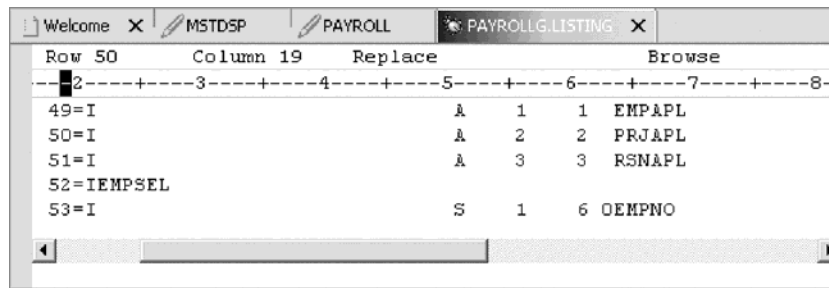 Welcome MSTDSP PAYROLL PAYROLLG.LISTING
Row 50 Column 19 Replace Browse
---2----+----3----+----4----+----5----+----6----+----7----+----8-
49=I A 1 1 EMPAPL
50=I A 2 2 PRJAPL
51=I A 3 3 RSNAPL
52=IEMPSEL
53=I S 1 6 0EMPNO